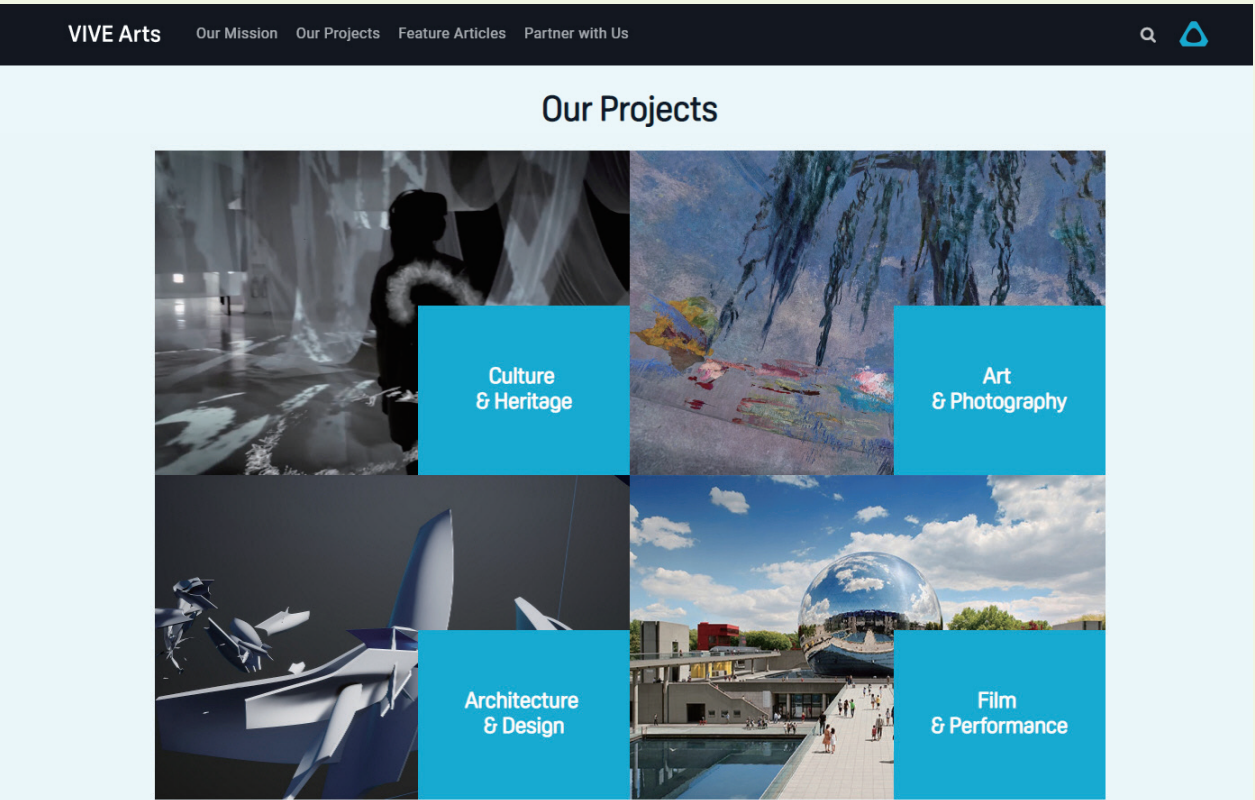 VIVE Arts Our Mission Our Projects Feature Articles Partner with Us
Our Projects
Culture
& Heritage
Art
& Photography
Architecture
& Design
Film
& Performance